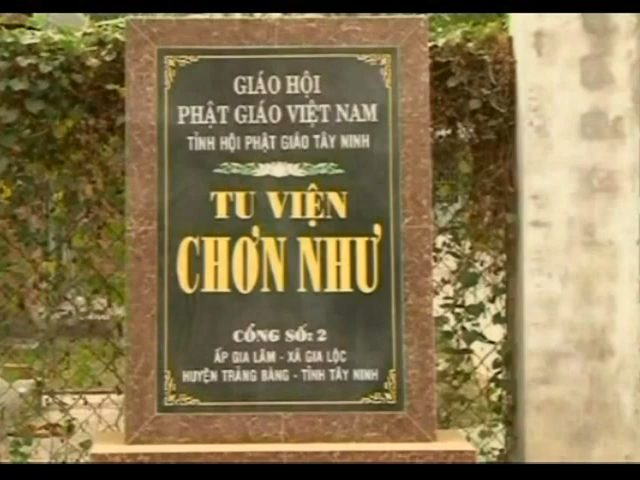 GIÁO HỘI
PHẬT GIÁO VIỆT NAM
TỈNH HỘI PHẬT GIÁO TÂY NINH
TU VIỆN
CHƠN NHƯ
CỔNG SỐ: 2
ẤP GIA LÂM - XÃ GIA LỘC
HUYỆN TRẢNG BÀNG - TỈNH TÂY NINH